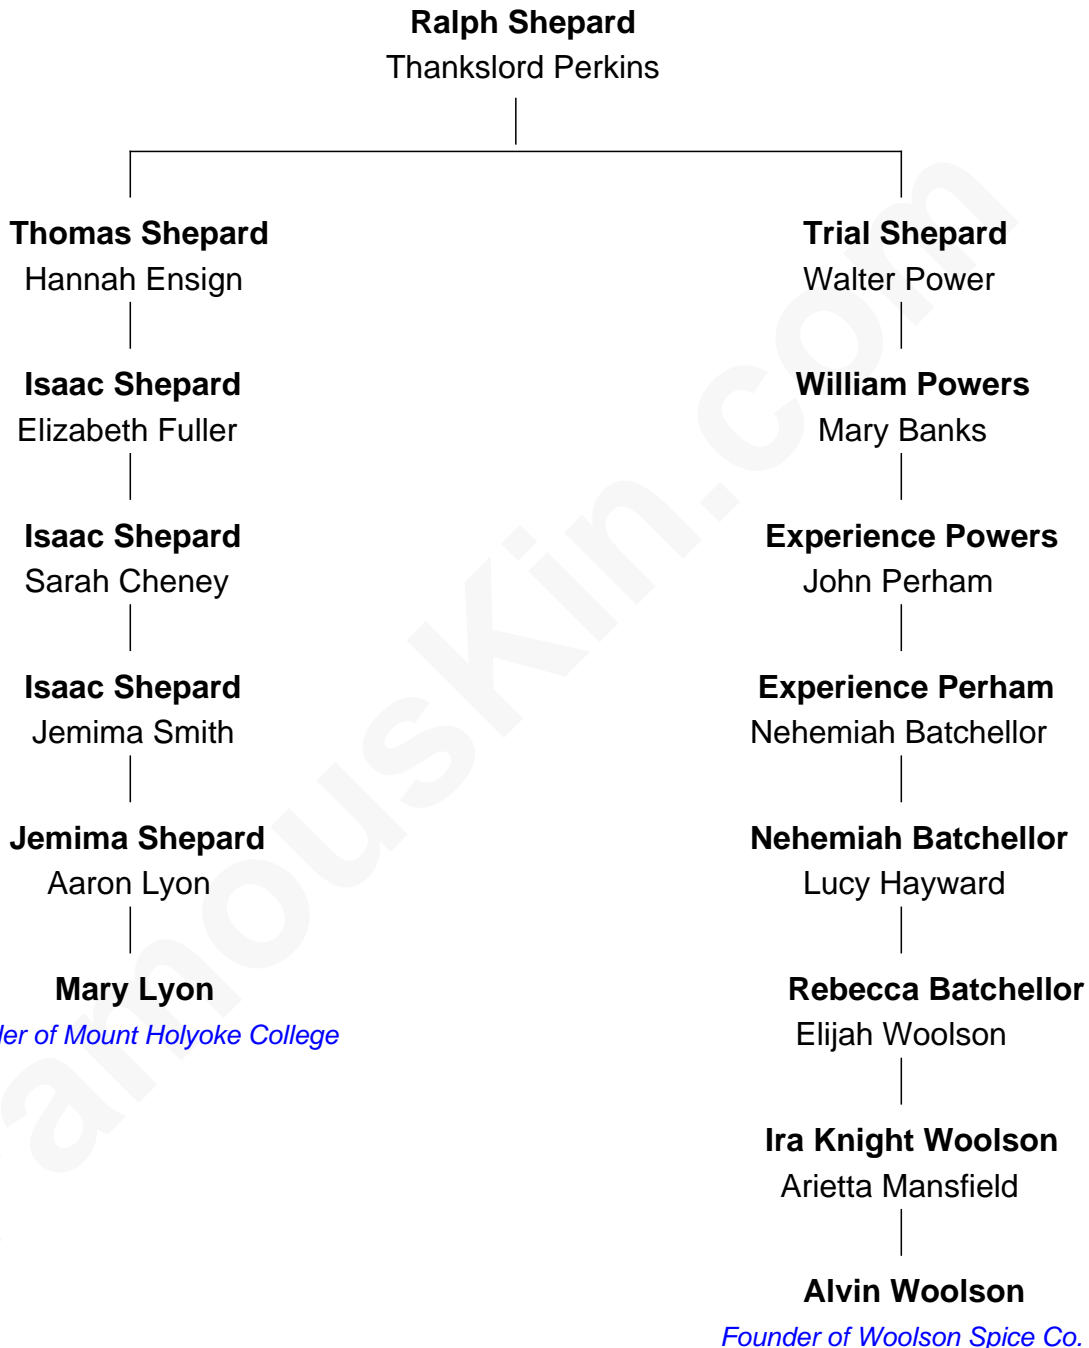 Ralph Shepard
Thankslord Perkins
Thomas Shepard
Hannah Ensign
Isaac Shepard
Elizabeth Fuller
Isaac Shepard
Sarah Cheney
Isaac Shepard
Jemima Smith
Jemima Shepard
Aaron Lyon
Mary Lyon
of Mount Holyoke College
Trial Shepard
Walter Power
William Powers
Mary Banks
Experience Powers
John Perham
Experience Perham
Nehemiah Batchellor
Nehemiah Batchellor
Lucy Hayward
Rebecca Batchellor
Elijah Woolson
Ira Knight Woolson
Arietta Mansfield
Alvin Woolson
Founder of Woolson Spice Co.
amousKin.com